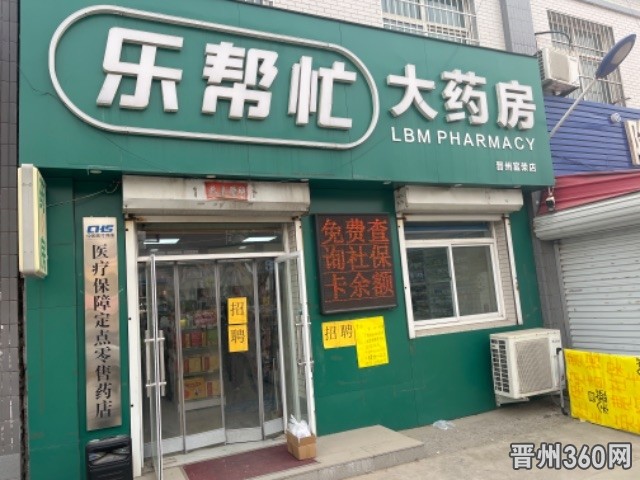 乐帮忙
大药房
LBM PHARMACY
晋州富荣店
CHS
医疗保障定点零售药店
免费查
询社保
卡余额
招聘
招聘
晋州360网